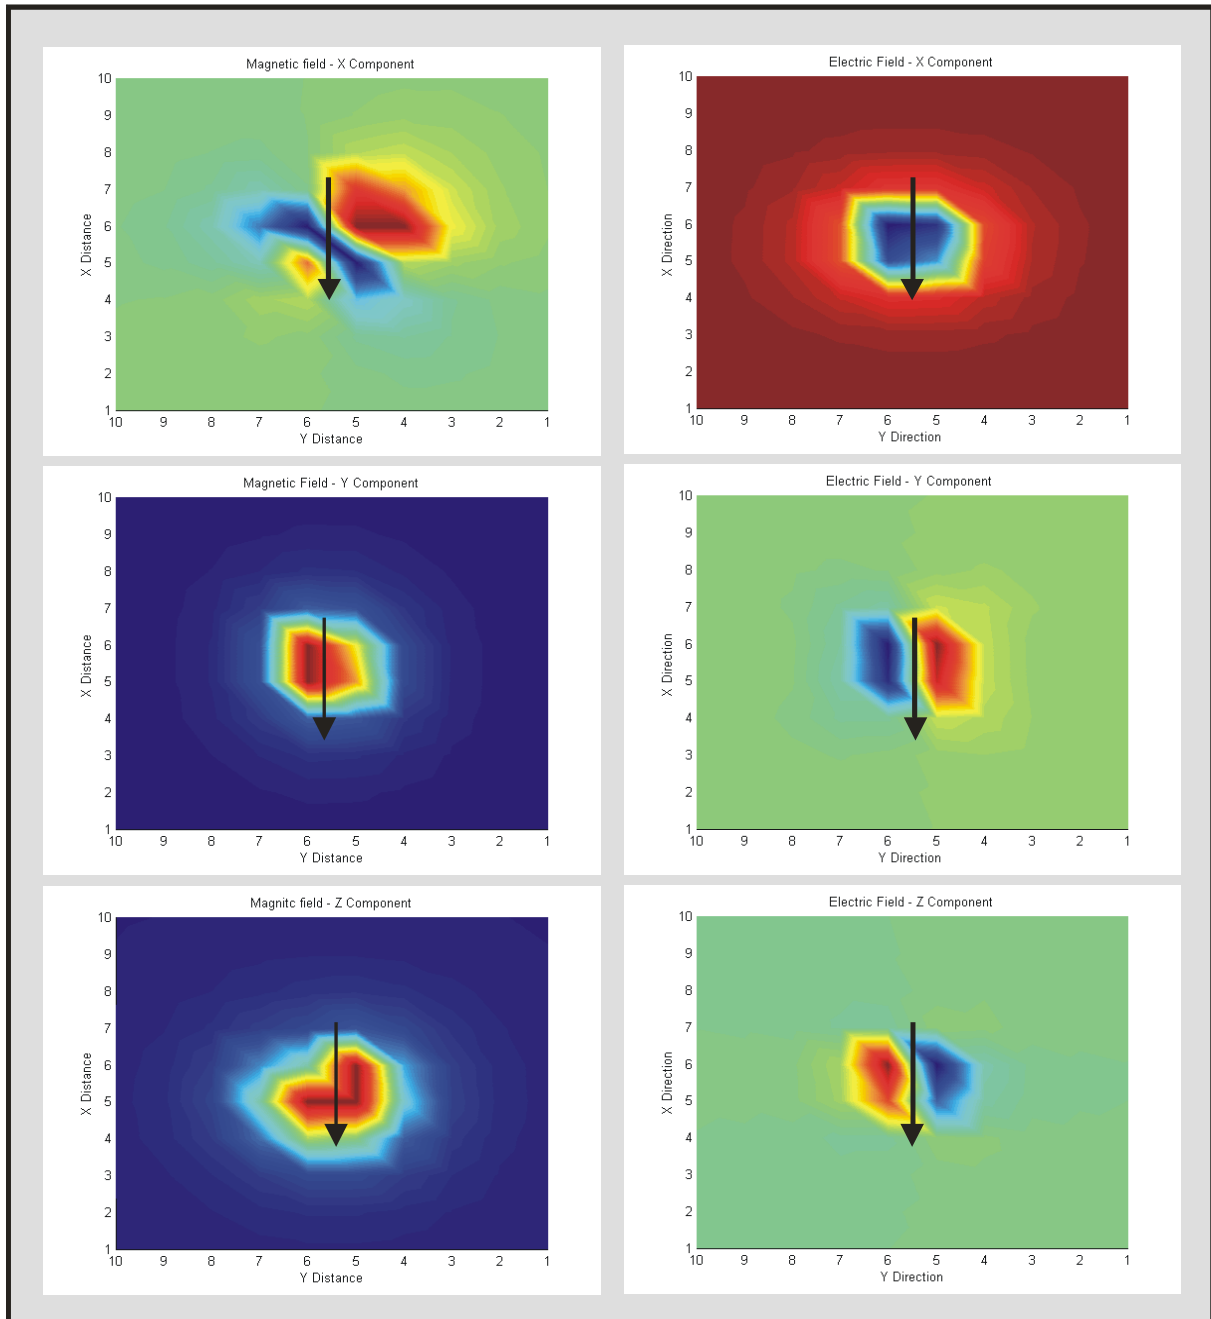 Magnetic field - X Component
10
9
8
7
6
5
4
3
2
1
X Distance
10 9 8 7 6 5 4 3 2 1
Y Distance
Electric Field - X Component
10
9
8
7
6
5
4
3
2
1
X Direction
10 9 8 7 6 5 4 3 2 1
Y Direction
Magnetic Field - Y Component
10
9
8
7
6
5
4
3
2
1
X Distance
10 9 8 7 6 5 4 3 2 1
Y Distance
Electric Field - Y Component
10
9
8
7
6
5
4
3
2
1
X Direction
10 9 8 7 6 5 4 3 2 1
Y Direction
Magnitc field - Z Component
10
9
8
7
6
5
4
3
2
1
X Distance
10 9 8 7 6 5 4 3 2 1
Y Distance
Electric Field - Z Component
10
9
8
7
6
5
4
3
2
1
X Direction
10 9 8 7 6 5 4 3 2 1
Y Direction